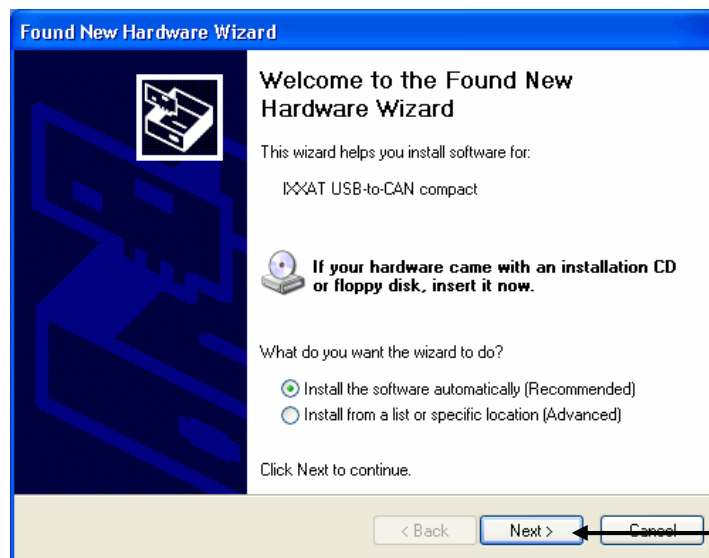 Found New Hardware Wizard
Welcome to the Found New
Hardware Wizard
This wizard helps you install software for:
IXXAT USB-to-CAN compact
If your hardware came with an installation CD
or floppy disk, insert it now.
What do you want the wizard to do?
Install the software automatically (Recommended)
Install from a list or specific location (Advanced)
Click Next to continue.
< Back Next > Cancel